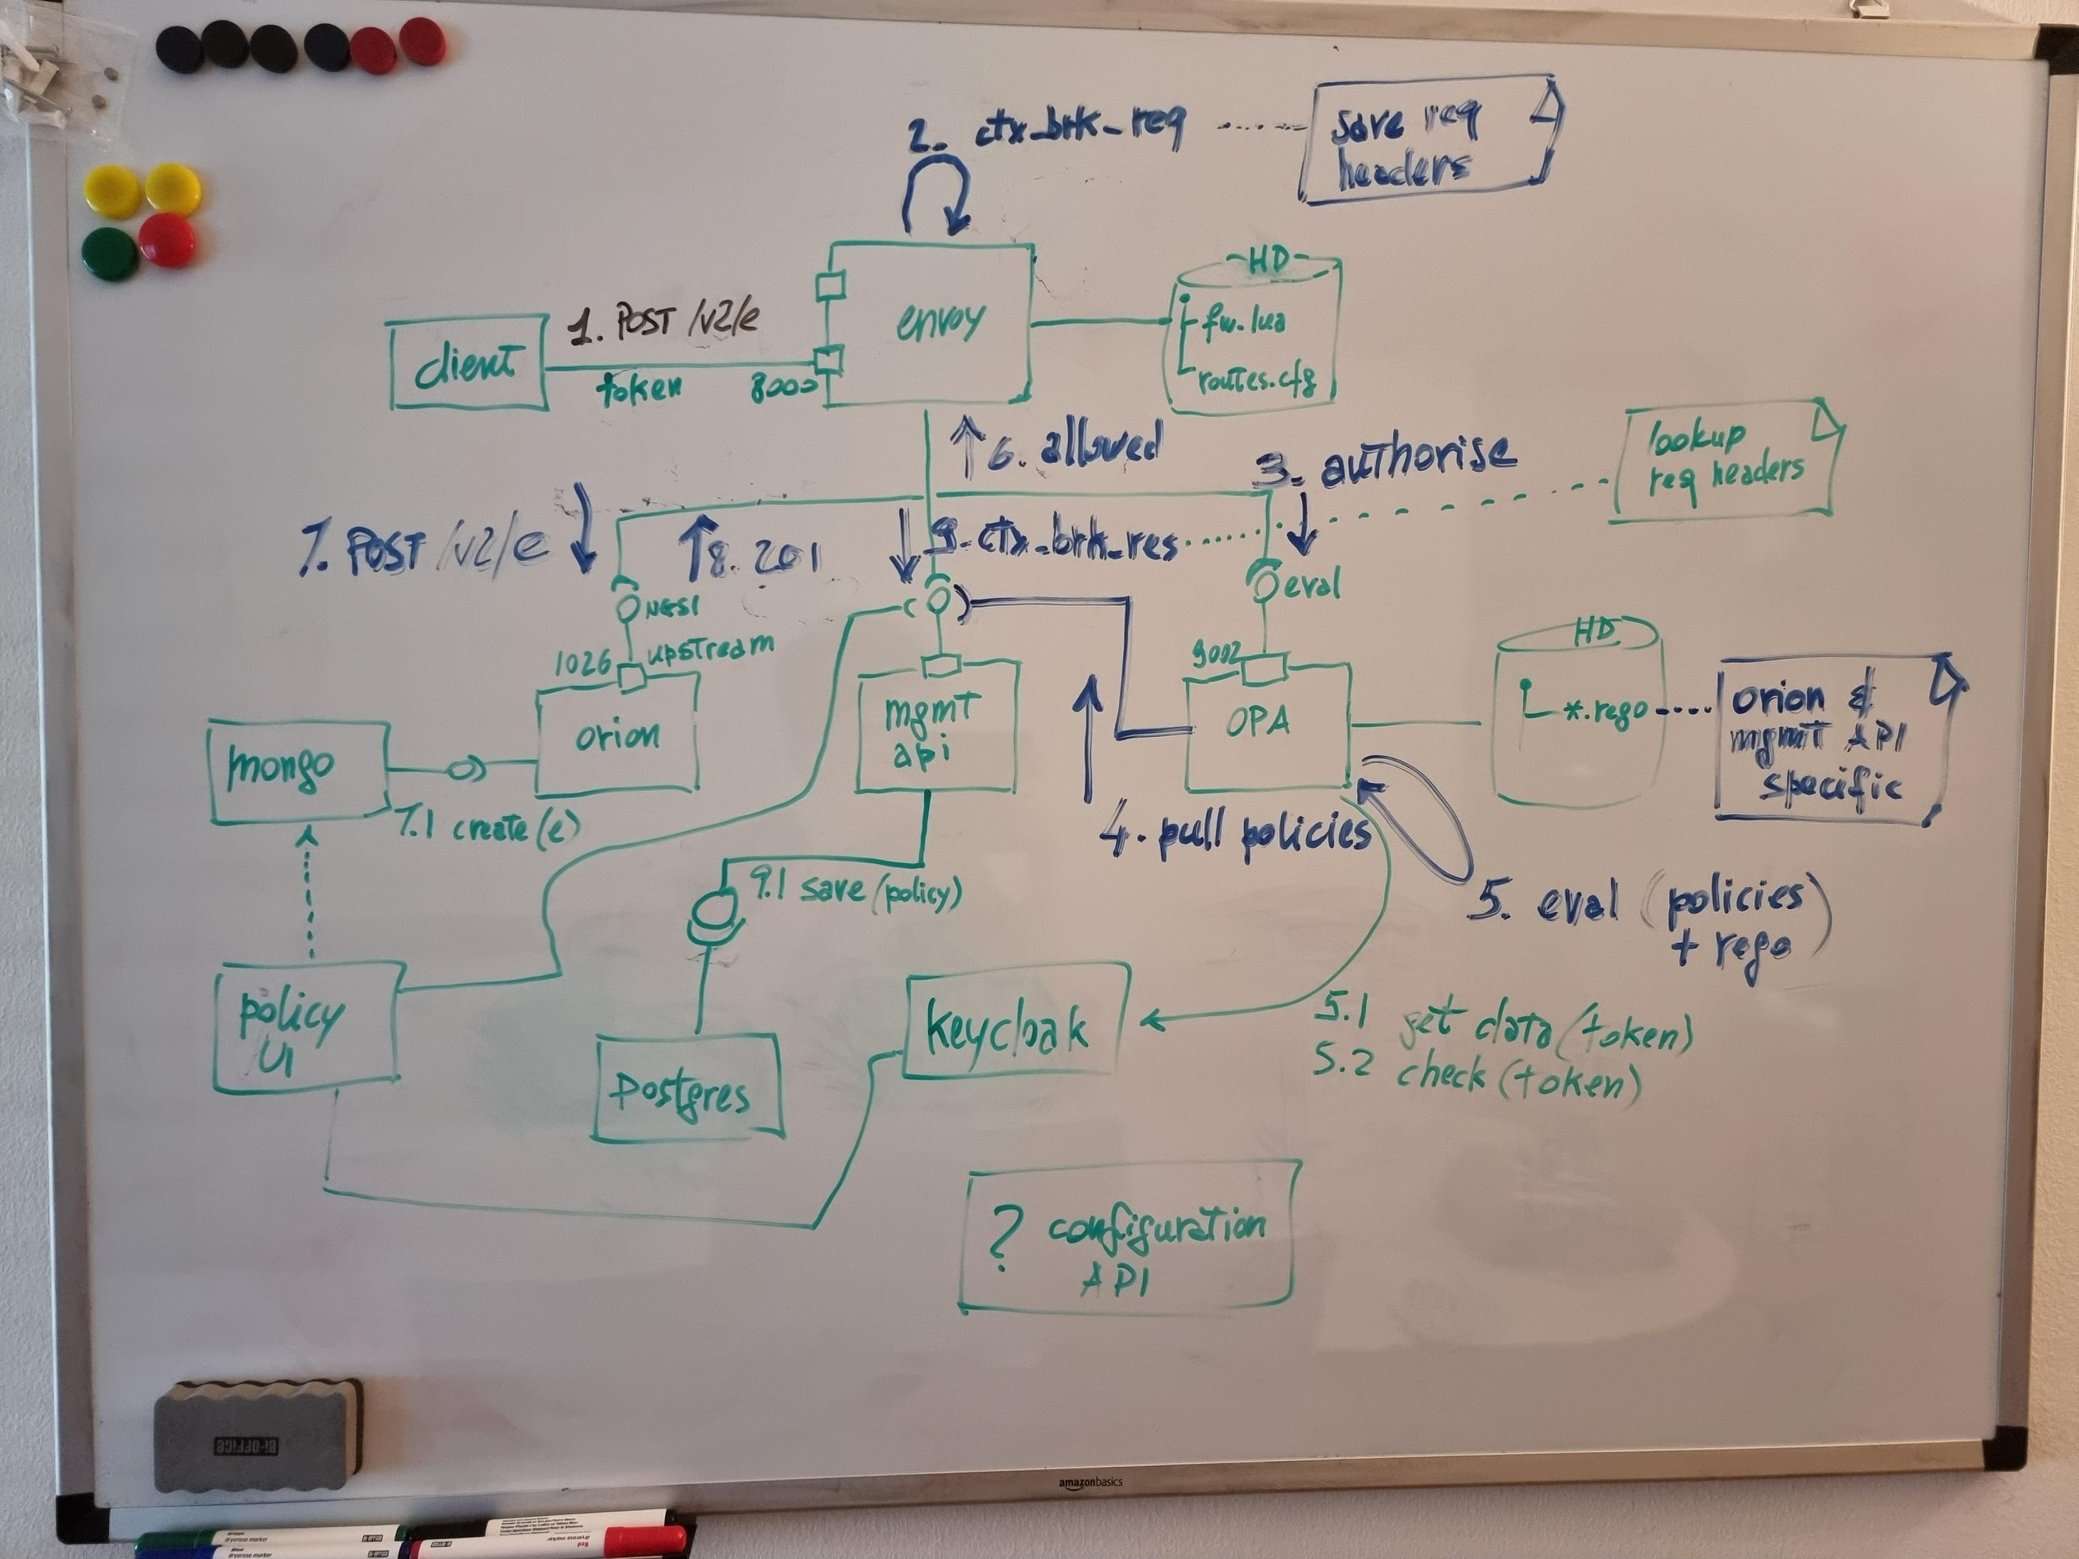 2. ctx_brk_req
save req
headers
HD
fw.lua
routes.cfg
envoy
1. POST /v2/e
client
token
8000
6. allowed
3. authorise
lookup
req headers
7. POST /v2/e
8. 201
9. ctx_brk_res
eval
NGSI
1026
upstream
9002
HD
*.rego
orion &
mgmt API
specific
mongo
orion
mgmt
api
OPA
7.1 create(e)
4. pull policies
9.1 save (policy)
5. eval (policies
+ rego)
policy
UI
Postgres
keycloak
5.1 get data (token)
5.2 check (token)
? configuration
API
BI-OFFICE
amazonbasics